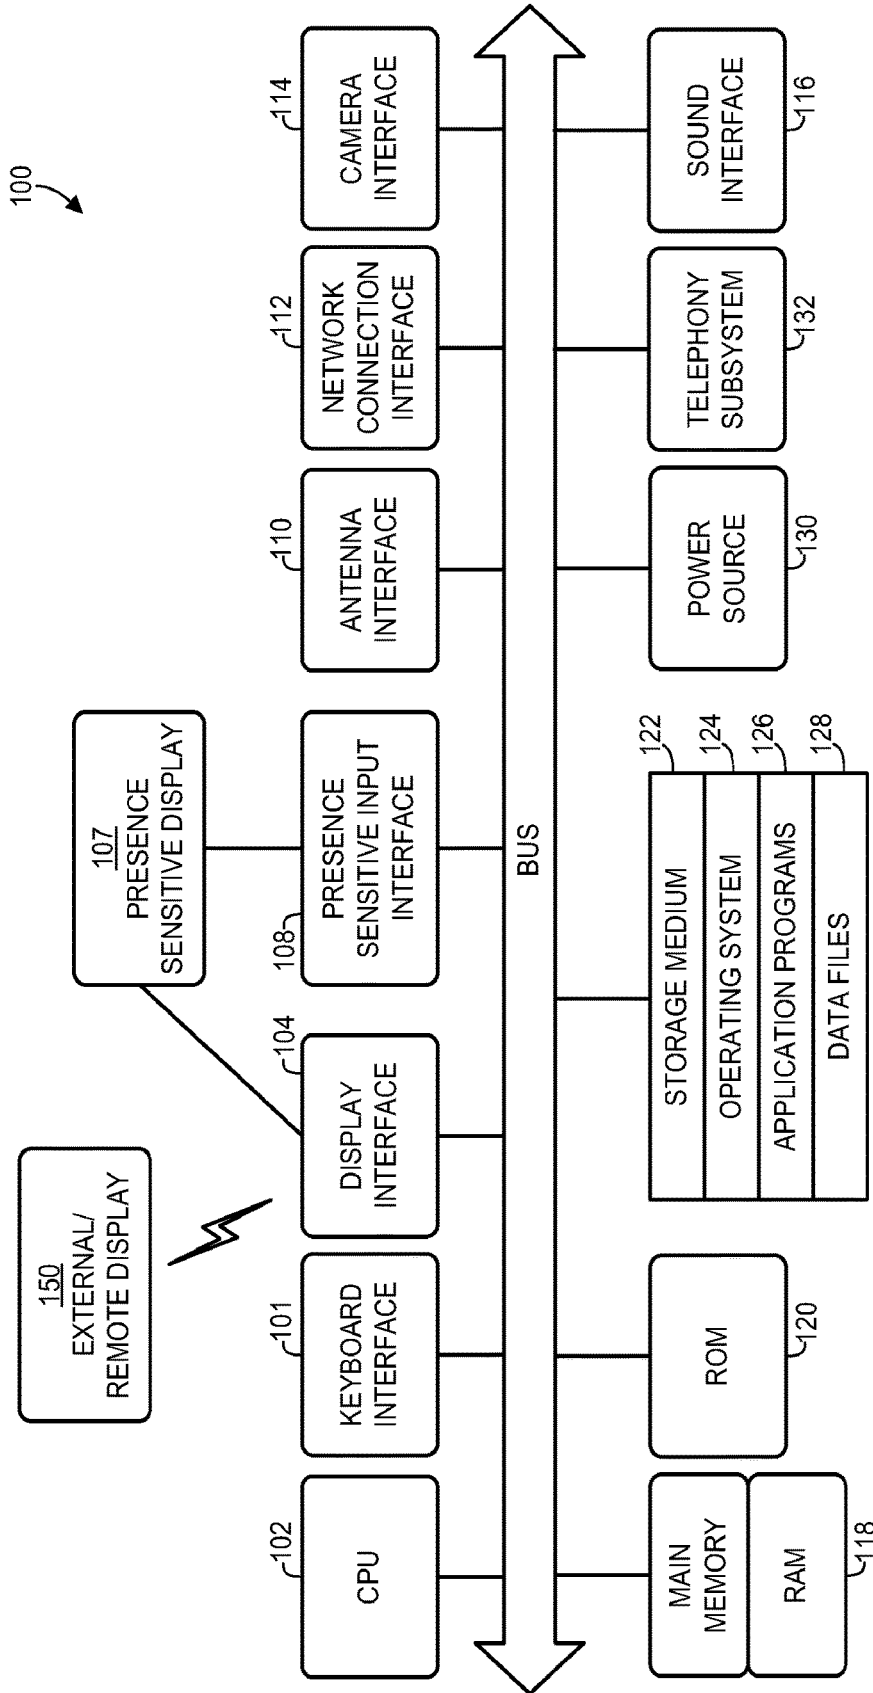 100
150
EXTERNAL/
REMOTE DISPLAY
107
PRESENCE
SENSITIVE DISPLAY
102
CPU
101
KEYBOARD
INTERFACE
104
DISPLAY
INTERFACE
108
PRESENCE
SENSITIVE INPUT
INTERFACE
110
ANTENNA
INTERFACE
112
NETWORK
CONNECTION
INTERFACE
114
CAMERA
INTERFACE
BUS
MAIN
MEMORY
RAM
118
ROM
120
STORAGE MEDIUM
122
OPERATING SYSTEM
124
APPLICATION PROGRAMS
126
DATA FILES
128
POWER
SOURCE
130
TELEPHONY
SUBSYSTEM
132
SOUND
INTERFACE
116